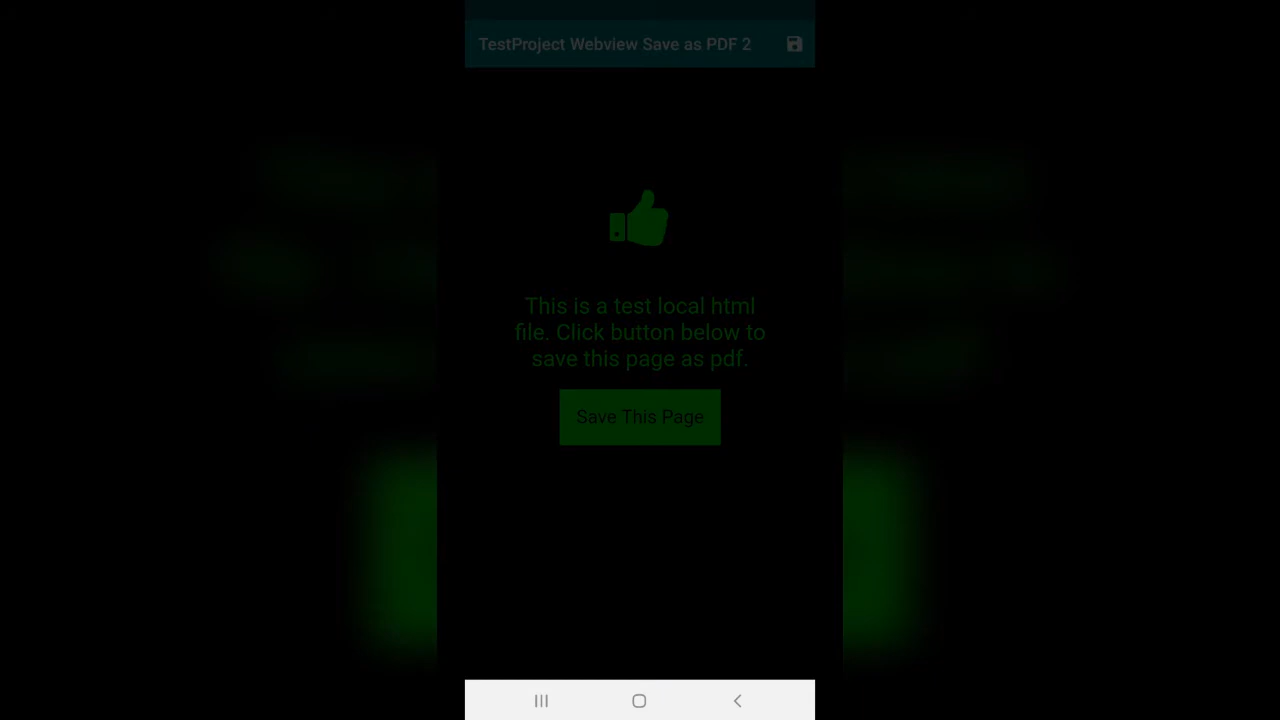 TestProject Webview Save as PDF 2
This is a test local html
file. Click button below to
save this page as pdf.
Save This Page